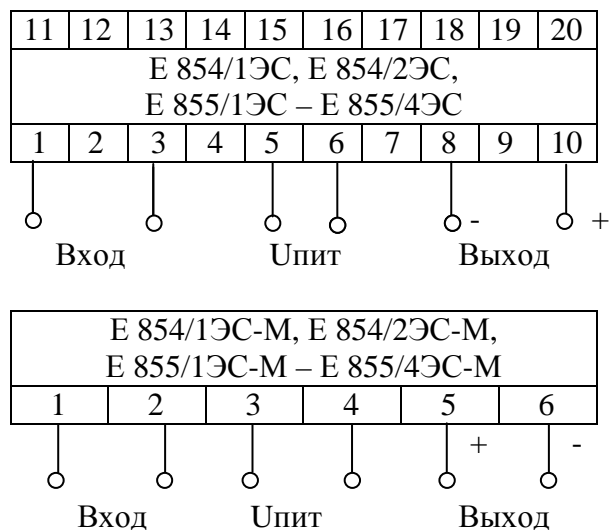 11 12 13 14 15 16 17 18 19 20
Е 854/1ЭС, Е 854/2ЭС,
Е 855/1ЭС – Е 855/4ЭС
1 2 3 4 5 6 7 8 9 10
- +
Вход Uпит Выход
Е 854/1ЭС-М, Е 854/2ЭС-М,
Е 855/1ЭС-М – Е 855/4ЭС-М
1 2 3 4 5 6
+ -
Вход Uпит Выход